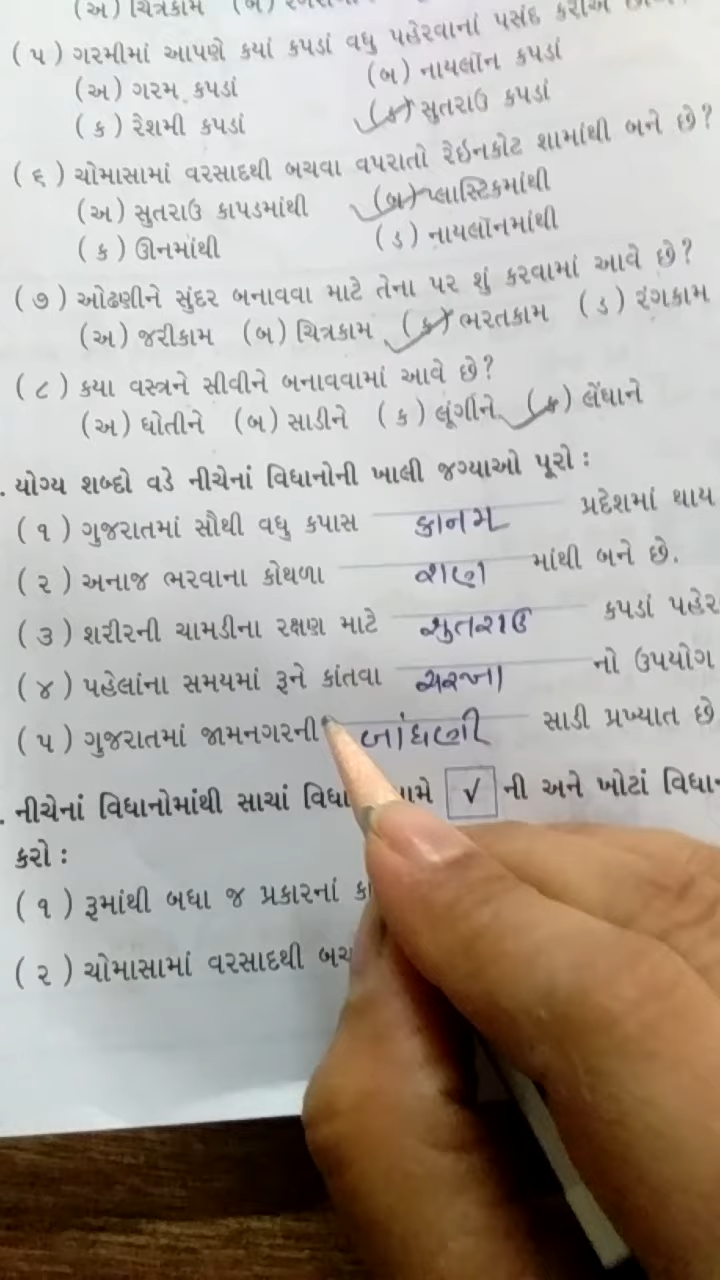 (અ) ચિત્રકામ (બ)
(૫) ગરમીમાં આપણે કયાં કપડાં વધુ પહેરવાનાં પસંદ કરીએ
(અ) ગરમ કપડાં (બ) નાયલૉન કપડાં
(ક) રેશમી કપડાં (ડ) સુતરાઉ કપડાં
(૬) ચોમાસામાં વરસાદથી બચવા વપરાતો રેઇનકોટ શામાંથી બને છે?
(અ) સુતરાઉ કાપડમાંથી (બ) પ્લાસ્ટિકમાંથી
(ક) ઊનમાંથી (ડ) નાયલૉનમાંથી
(૭) ઓઢણીને સુંદર બનાવવા માટે તેના પર શું કરવામાં આવે છે?
(અ) જરીકામ (બ) ચિત્રકામ (ક) ભરતકામ (ડ) રંગકામ
(૮) કયા વસ્ત્રને સીવીને બનાવવામાં આવે છે?
(અ) ધોતીને (બ) સાડીને (ક) લૂંગીને (ડ) લેંઘાને
. યોગ્ય શબ્દો વડે નીચેનાં વિધાનોની ખાલી જગ્યાઓ પૂરો :
(૧) ગુજરાતમાં સૌથી વધુ કપાસ કાનમ પ્રદેશમાં થાય
(૨) અનાજ ભરવાના કોથળા શણ માંથી બને છે.
(૩) શરીરની ચામડીના રક્ષણ માટે સુતરાઉ કપડાં પહેર
(૪) પહેલાંના સમયમાં રૂને કાંતવા ચરખા નો ઉપયોગ
(૫) ગુજરાતમાં જામનગરની બાંધણી સાડી પ્રખ્યાત છે
. નીચેનાં વિધાનોમાંથી સાચાં વિધા ામે ✓ ની અને ખોટાં વિધાન
કરો :
(૧) રૂમાંથી બધા જ પ્રકારનાં ક
(૨) ચોમાસામાં વરસાદથી બચ